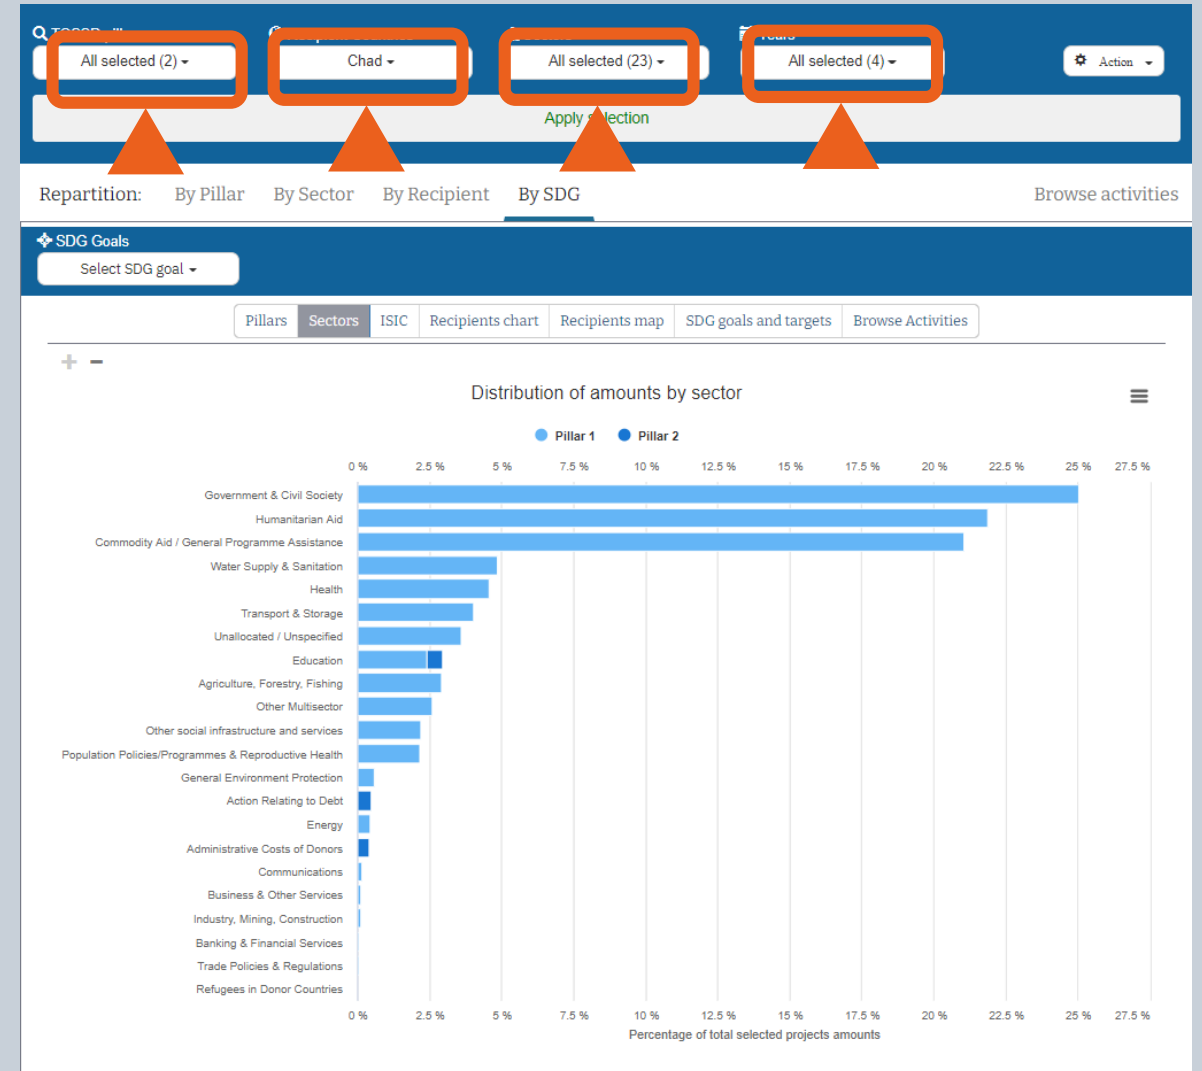 All selected (2)
Chad
All selected (23)
All selected (4)
Action
Apply selection
Repartition:
By Pillar
By Sector
By Recipient
By SDG
Browse activities
SDG Goals
Select SDG goal
Pillars
Sectors
ISIC
Recipients chart
Recipients map
SDG goals and targets
Browse Activities
Distribution of amounts by sector
Pillar 1
Pillar 2
0 % 2.5 % 5 % 7.5 % 10 % 12.5 % 15 % 17.5 % 20 % 22.5 % 25 % 27.5 %
Government & Civil Society
Humanitarian Aid
Commodity Aid / General Programme Assistance
Water Supply & Sanitation
Health
Transport & Storage
Unallocated / Unspecified
Education
Agriculture, Forestry, Fishing
Other Multisector
Other social infrastructure and services
Population Policies/Programmes & Reproductive Health
General Environment Protection
Action Relating to Debt
Energy
Administrative Costs of Donors
Communications
Business & Other Services
Industry, Mining, Construction
Banking & Financial Services
Trade Policies & Regulations
Refugees in Donor Countries
0 % 2.5 % 5 % 7.5 % 10 % 12.5 % 15 % 17.5 % 20 % 22.5 % 25 % 27.5 %
Percentage of total selected projects amounts